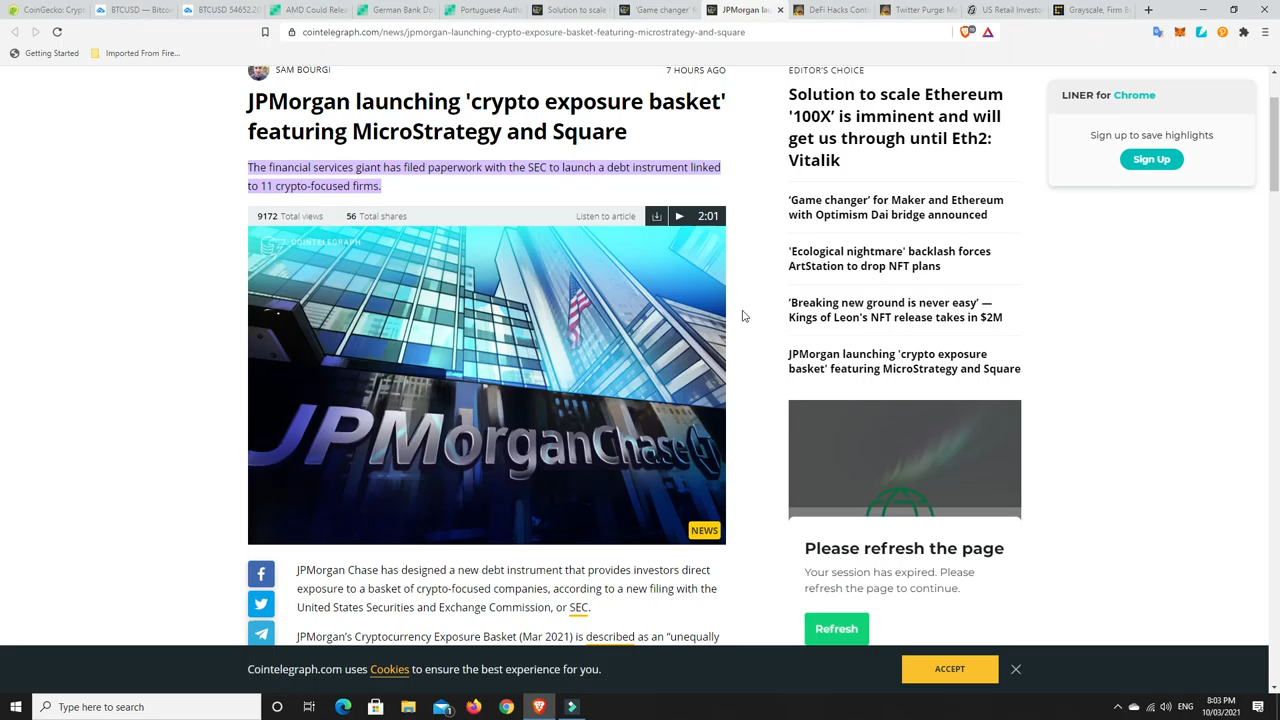 CoinGecko: Crypt
BTCUSD — Bitcoi
BTCUSD 54652.20
AMD Could Relea
German Bank Do
Portuguese Auth
Solution to scale
'Game changer' f
JPMorgan lau
DeFi Hacks Conti
Twitter Purge: Mo
US Retail Investo
Grayscale, Firm B
cointelegraph.com/news/jpmorgan-launching-crypto-exposure-basket-featuring-microstrategy-and-square
Getting Started
Imported From Fire...
SAM BOURGI
7 HOURS AGO
JPMorgan launching 'crypto exposure basket'
featuring MicroStrategy and Square
The financial services giant has filed paperwork with the SEC to launch a debt instrument linked
to 11 crypto-focused firms.
9172 Total views
56 Total shares
Listen to article
2:01
COINTELEGRAPH
JPMorganChase
NEWS
JPMorgan Chase has designed a new debt instrument that provides investors direct
exposure to a basket of crypto-focused companies, according to a new filing with the
United States Securities and Exchange Commission, or SEC.
JPMorgan's Cryptocurrency Exposure Basket (Mar 2021) is described as an "unequally
EDITOR'S CHOICE
Solution to scale Ethereum
'100X' is imminent and will
get us through until Eth2:
Vitalik
'Game changer' for Maker and Ethereum
with Optimism Dai bridge announced
'Ecological nightmare' backlash forces
ArtStation to drop NFT plans
'Breaking new ground is never easy' —
Kings of Leon's NFT release takes in $2M
JPMorgan launching 'crypto exposure
basket' featuring MicroStrategy and Square
Please refresh the page
Your session has expired. Please
refresh the page to continue.
Refresh
LINER for Chrome
Sign up to save highlights
Sign Up
Cointelegraph.com uses Cookies to ensure the best experience for you.
ACCEPT
Type here to search
ENG
8:03 PM
10/03/2021